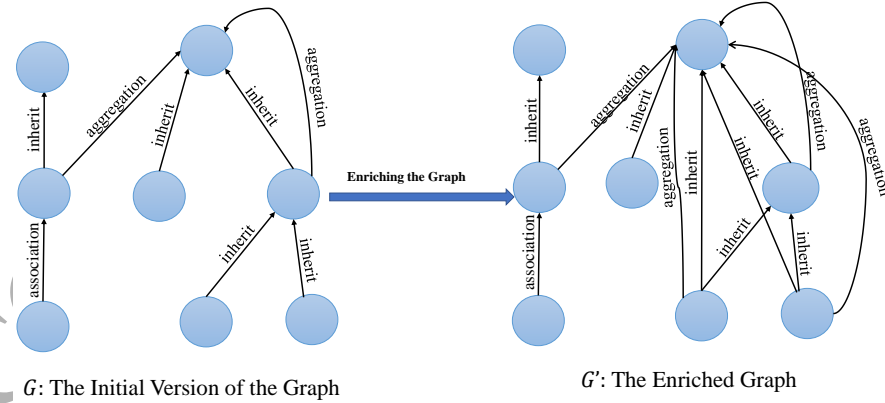 inherit
aggregation
inherit
inherit
aggregation
association
inherit
inherit
G: The Initial Version of the Graph
Enriching the Graph
inherit
aggregation
inherit
aggregation
inherit
inherit
inherit
aggregation
aggregation
association
inherit
inherit
G’: The Enriched Graph